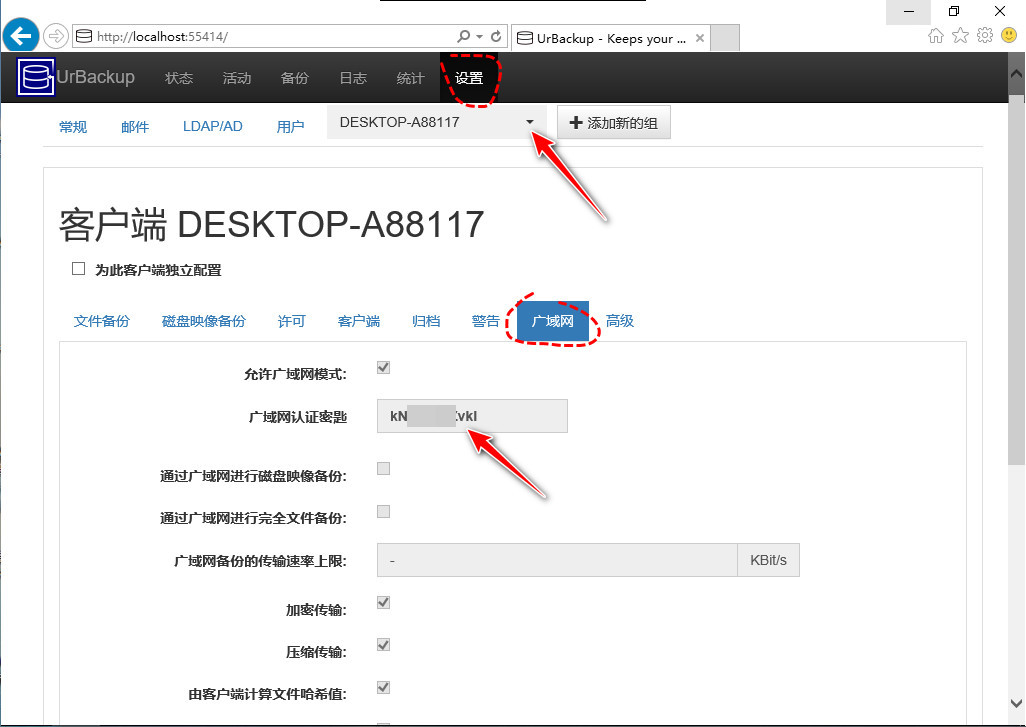 http://localhost:55414/
UrBackup - Keeps your ...
UrBackup 状态 活动 备份 日志 统计 设置
常规 邮件 LDAP/AD 用户 DESKTOP-A88117 添加新的组
客户端 DESKTOP-A88117
为此客户端独立配置
文件备份 磁盘映像备份 许可 客户端 归档 警告 广域网 高级
允许广域网模式:
广域网认证密匙 kN vkI
通过广域网进行磁盘映像备份:
通过广域网进行完全文件备份:
广域网备份的传输速率上限: - KBit/s
加密传输:
压缩传输:
由客户端计算文件哈希值: